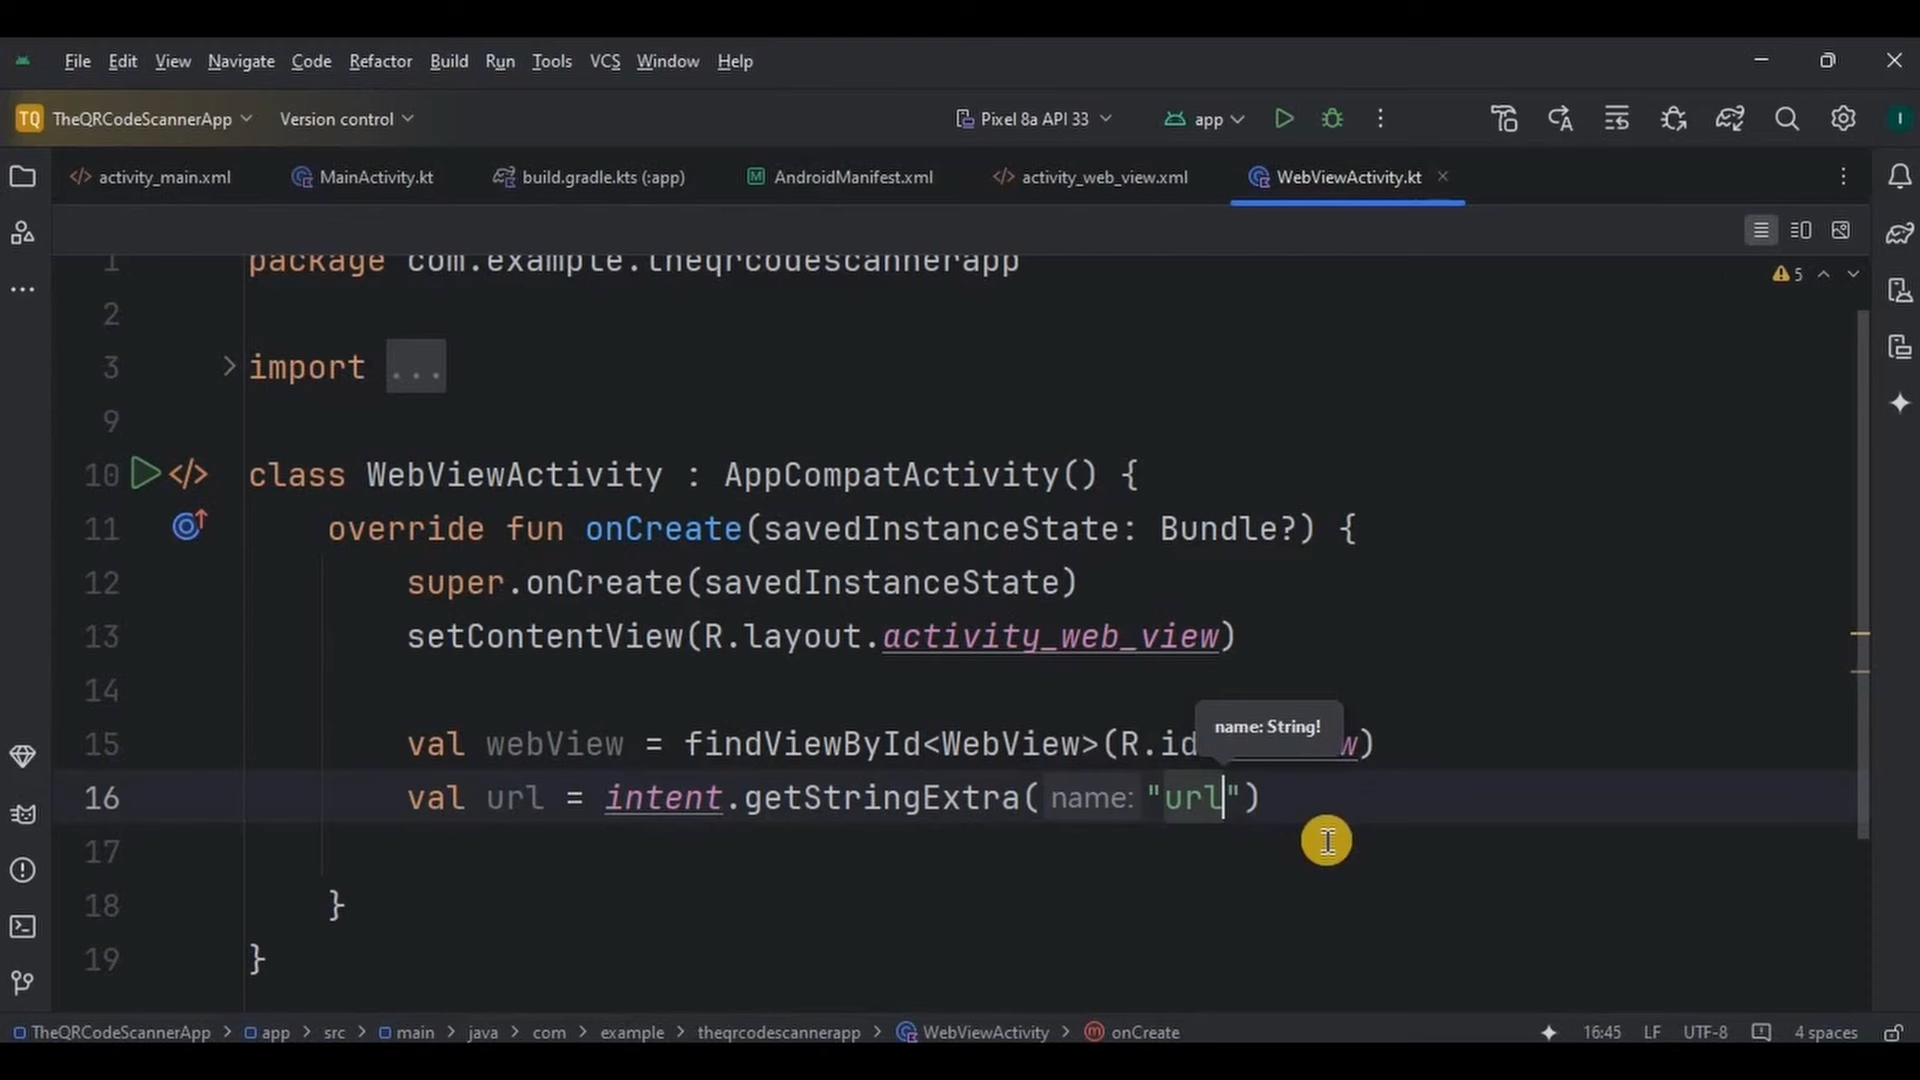 File Edit View Navigate Code Refactor Build Run Tools VCS Window Help
TQ TheQRCodeScannerApp Version control Pixel 8a API 33 app I
activity_main.xml MainActivity.kt build.gradle.kts (:app) AndroidManifest.xml activity_web_view.xml WebViewActivity.kt
1 package com.example.theqrcodescannerapp
5
2
3 import ...
9
10 class WebViewActivity : AppCompatActivity() {
11 override fun onCreate(savedInstanceState: Bundle?) {
12 super.onCreate(savedInstanceState)
13 setContentView(R.layout.activity_web_view)
14
name: String!
15 val webView = findViewById<WebView>(R.id w)
16 val url = intent.getStringExtra( name: "url")
17
18 }
19 }
TheQRCodeScannerApp > app > src > main > java > com > example > theqrcodescannerapp > WebViewActivity > onCreate 16:45 LF UTF-8 4 spaces